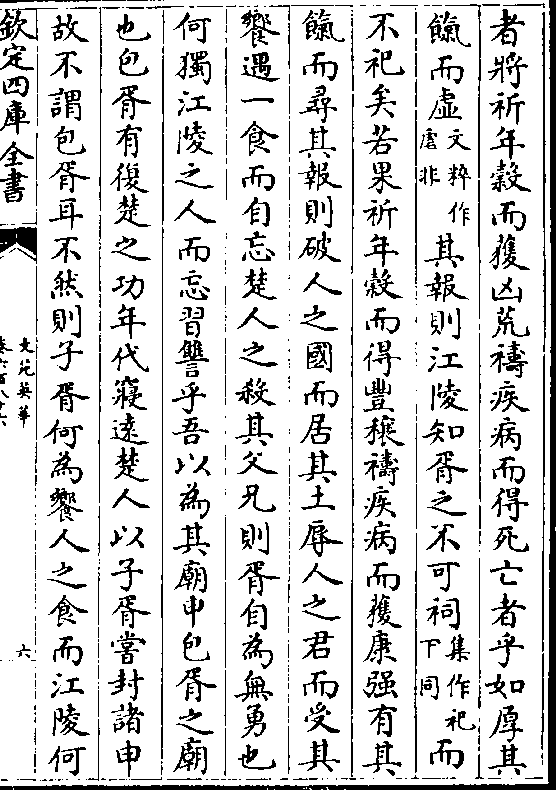 者將祈年穀而獲凶荒禱疾病而得死亡者乎如厚其
餼而虛文粹作虐非其報則江陵知胥之不可祠集作祀下同而
不祀矣若果祈年穀而得豐穰禱疾病而獲康强有其
餼而尋其報則破人之國而居其土辱人之君而受其
饗遇一食而自忘楚人之殺其父兄則胥自為無勇也
何獨江陵之人而忘習讐乎吾以為其廟申包胥之廟
也包胥有復楚之功年代寖遠楚人以子胥嘗封諸申
故不謂包胥耳不然則子胥何為饗人之食而江陵何
欽定四庫全書
文苑英華
卷六百八十六
六